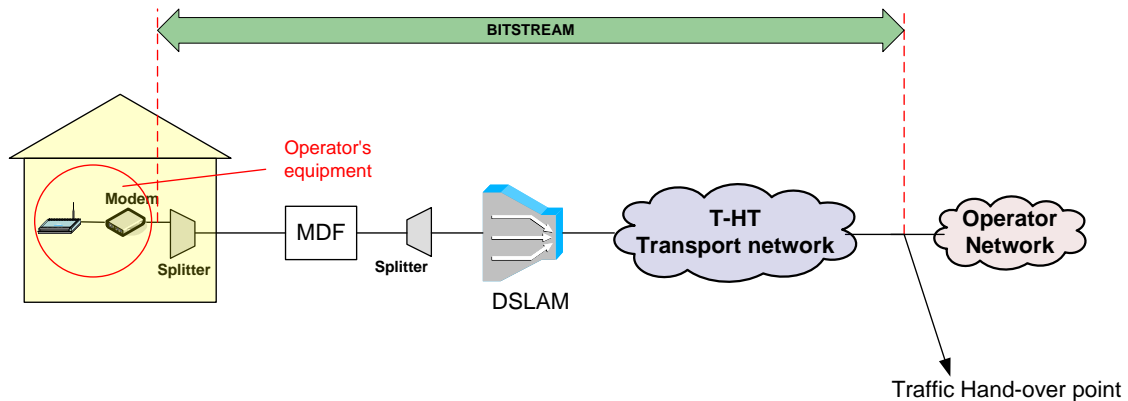 BITSTREAM
Operator's
equipment
Modem
Splitter
MDF
Splitter
DSLAM
T-HT
Transport network
Operator
Network
Traffic Hand-over point